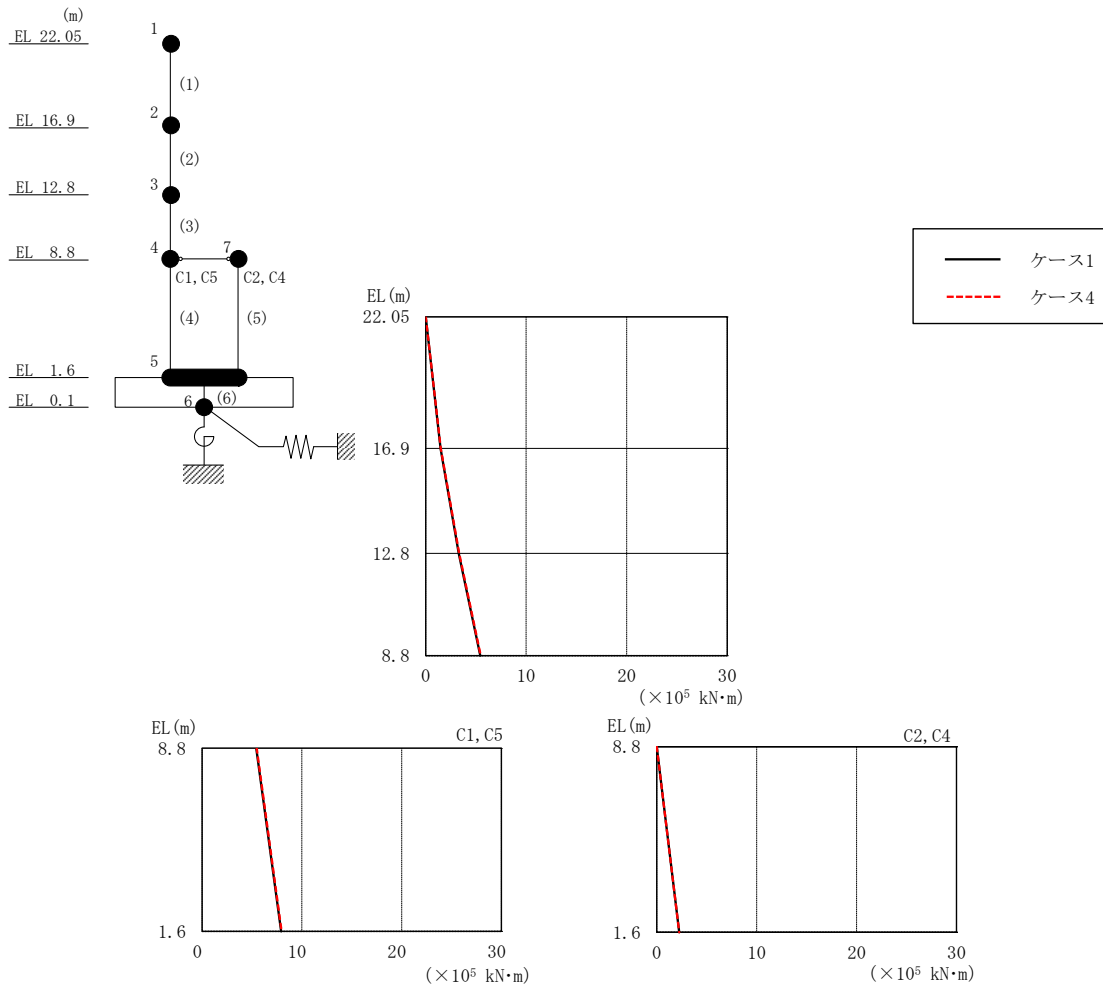 (m)
EL 22.05
EL 16.9
EL 12.8
EL 8.8
EL 1.6
EL 0.1
1
(1)
2
(2)
3
(3)
4
7
C1,C5
C2,C4
(4)
(5)
5
6
(6)
ケース1
ケース4
EL(m)
22.05
16.9
12.8
8.8
0 10 20 30
(×10⁵ kN・m)
EL(m)
C1,C5
8.8
1.6
0 10 20 30
(×10⁵ kN・m)
EL(m)
C2,C4
8.8
1.6
0 10 20 30
(×10⁵ kN・m)